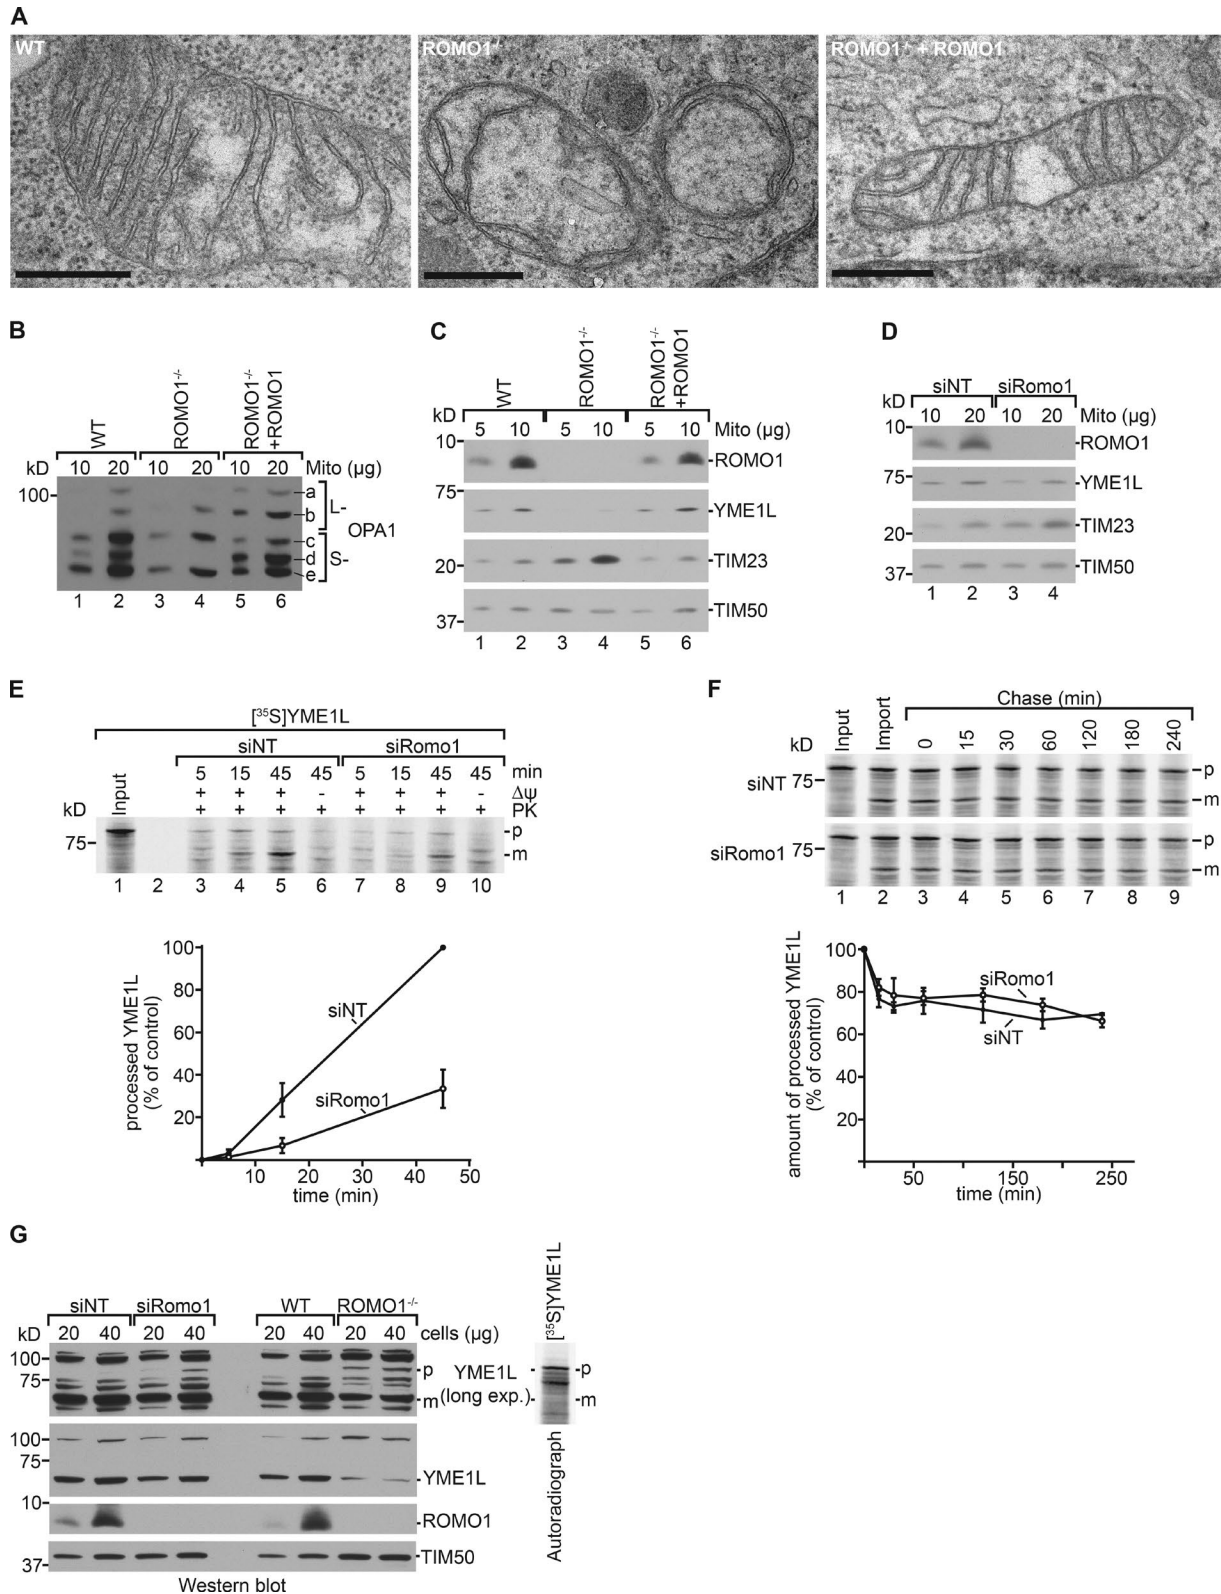 A
WT
ROMO1-/-
ROMO1-/- + ROMO1
B
WT
ROMO1-/-
ROMO1-/-
+ROMO1
kD 10 20 10 20 10 20 Mito (µg)
100
a
b
L-
OPA1
c
d
e
S-
1 2 3 4 5 6
C
WT
ROMO1-/-
ROMO1-/-
+ROMO1
kD 5 10 5 10 5 10 Mito (µg)
10
ROMO1
75
YME1L
20
TIM23
37
TIM50
1 2 3 4 5 6
D
siNT siRomo1
kD 10 20 10 20 Mito (µg)
10
ROMO1
75
YME1L
20
TIM23
37
TIM50
1 2 3 4
E
[35S]YME1L
siNT siRomo1
Input
5 15 45 45 5 15 45 45 min
+ + + - + + + - Δψ
kD + + + + + + + + PK
75
p
m
1 2 3 4 5 6 7 8 9 10
processed YME1L
(% of control)
100
80
60
40
20
siNT
siRomo1
10 20 30 40 50
time (min)
F
Chase (min)
kD Input Import 0 15 30 60 120 180 240
siNT 75
p
m
siRomo1 75
p
m
1 2 3 4 5 6 7 8 9
amount of processed YME1L
(% of control)
100
80
60
40
20
siRomo1
siNT
50 150 250
time (min)
G
siNT siRomo1 WT ROMO1-/-
kD 20 40 20 40 20 40 20 40 cells (µg)
100
75
p YME1L
m (long exp.)
100
75
YME1L
10
ROMO1
37
TIM50
Western blot
[35S]YME1L
p
m
Autoradiograph